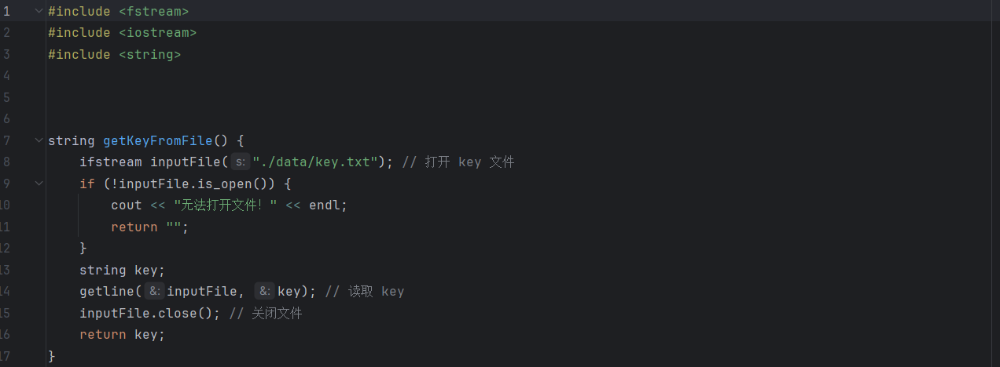 1 #include <fstream>
2 #include <iostream>
3 #include <string>
4
5
6
7 string getKeyFromFile() {
8 ifstream inputFile( s: "./data/key.txt"); // 打开 key 文件
9 if (!inputFile.is_open()) {
10 cout << "无法打开文件！" << endl;
11 return "";
12 }
13 string key;
14 getline( &: inputFile, &: key); // 读取 key
15 inputFile.close(); // 关闭文件
16 return key;
17 }